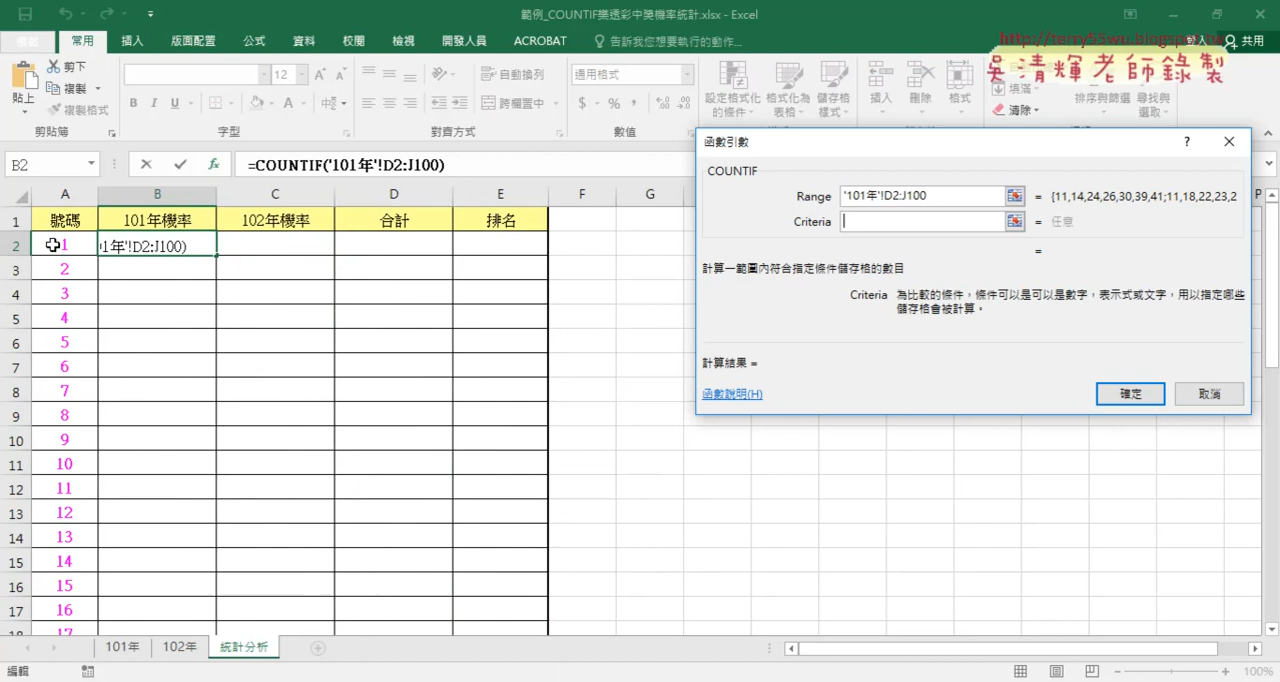 範例_COUNTIF樂透彩中獎機率統計.xlsx - Excel
常用 插入 版面配置 公式 資料 校閱 檢視 開發人員 ACROBAT 告訴我您想要執行的動作... 共用
http://terry55wu.blogspot.tw
吳清輝老師錄製
貼上 剪下 複製 複製格式 剪貼簿
12 A A B I U A 字型
自動換列 跨欄置中 對齊方式
通用格式 $ % , 數值
設定格式化的條件 格式化為表格 儲存格樣式
插入 刪除 格式
填滿 清除 排序與篩選 尋找與選取
B2 fx =COUNTIF('101年'!D2:J100)
A B C D E F G P
1 號碼 101年機率 102年機率 合計 排名
2 1 1年'!D2:J100)
3 2
4 3
5 4
6 5
7 6
8 7
9 8
10 9
11 10
12 11
13 12
14 13
15 14
16 15
17 16
18 17
函數引數 ?
COUNTIF
Range '101年'!D2:J100 = {11,14,24,26,30,39,41;11,18,22,23,2
Criteria = 任意
=
計算一範圍內符合指定條件儲存格的數目
Criteria 為比較的條件，條件可以是可以是數字，表示式或文字，用以指定哪些
儲存格會被計算。
計算結果 =
函數說明(H) 確定 取消
101年 102年 統計分析
編輯 100%